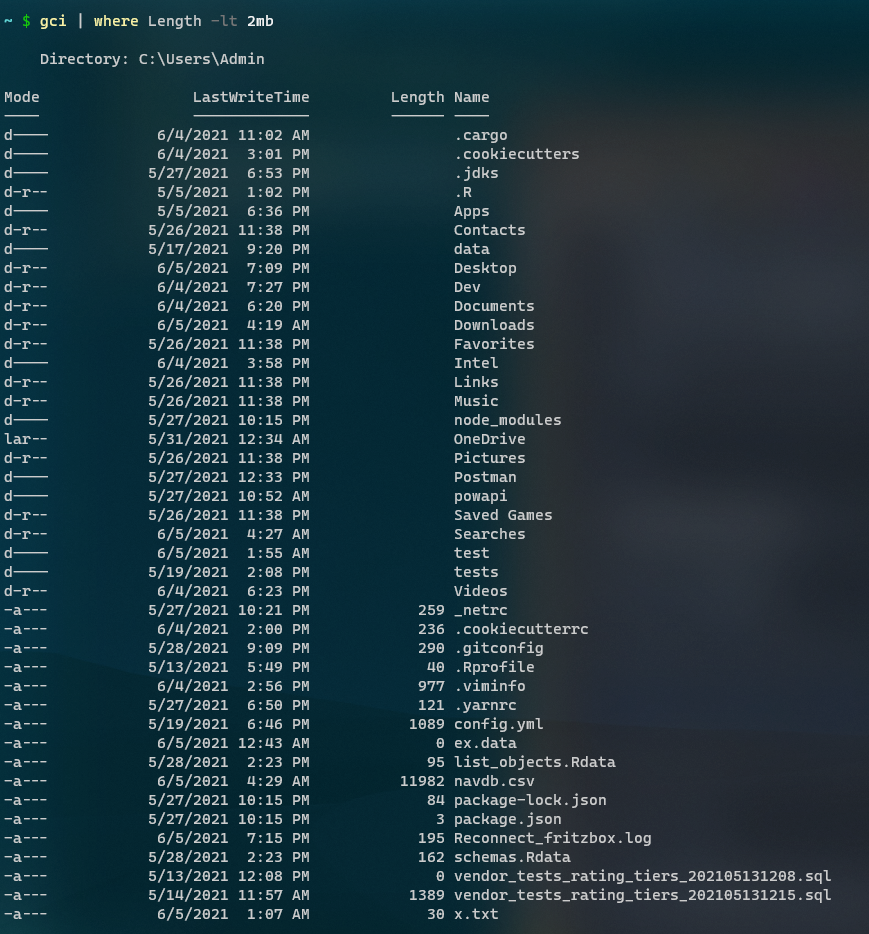 ~ $ gci | where Length -lt 2mb
Directory: C:\Users\Admin
Mode LastWriteTime Length Name
---- ------------- ------ ----
d---- 6/4/2021 11:02 AM .cargo
d---- 6/4/2021 3:01 PM .cookiecutters
d---- 5/27/2021 6:53 PM .jdks
d-r-- 5/5/2021 1:02 PM .R
d---- 5/5/2021 6:36 PM Apps
d-r-- 5/26/2021 11:38 PM Contacts
d---- 5/17/2021 9:20 PM data
d-r-- 6/5/2021 7:09 PM Desktop
d-r-- 6/4/2021 7:27 PM Dev
d-r-- 6/4/2021 6:20 PM Documents
d-r-- 6/5/2021 4:19 AM Downloads
d-r-- 5/26/2021 11:38 PM Favorites
d---- 6/4/2021 3:58 PM Intel
d-r-- 5/26/2021 11:38 PM Links
d-r-- 5/26/2021 11:38 PM Music
d---- 5/27/2021 10:15 PM node_modules
lar-- 5/31/2021 12:34 AM OneDrive
d-r-- 5/26/2021 11:38 PM Pictures
d---- 5/27/2021 12:33 PM Postman
d---- 5/27/2021 10:52 AM powapi
d-r-- 5/26/2021 11:38 PM Saved Games
d-r-- 6/5/2021 4:27 AM Searches
d---- 6/5/2021 1:55 AM test
d---- 5/19/2021 2:08 PM tests
d-r-- 6/4/2021 6:23 PM Videos
-a--- 5/27/2021 10:21 PM 259 _netrc
-a--- 6/4/2021 2:00 PM 236 .cookiecutterrc
-a--- 5/28/2021 9:09 PM 290 .gitconfig
-a--- 5/13/2021 5:49 PM 40 .Rprofile
-a--- 6/4/2021 2:56 PM 977 .viminfo
-a--- 5/27/2021 6:50 PM 121 .yarnrc
-a--- 5/19/2021 6:46 PM 1089 config.yml
-a--- 6/5/2021 12:43 AM 0 ex.data
-a--- 5/28/2021 2:23 PM 95 list_objects.Rdata
-a--- 6/5/2021 4:29 AM 11982 navdb.csv
-a--- 5/27/2021 10:15 PM 84 package-lock.json
-a--- 5/27/2021 10:15 PM 3 package.json
-a--- 6/5/2021 7:15 PM 195 Reconnect_fritzbox.log
-a--- 5/28/2021 2:23 PM 162 schemas.Rdata
-a--- 5/13/2021 12:08 PM 0 vendor_tests_rating_tiers_202105131208.sql
-a--- 5/14/2021 11:57 AM 1389 vendor_tests_rating_tiers_202105131215.sql
-a--- 6/5/2021 1:07 AM 30 x.txt